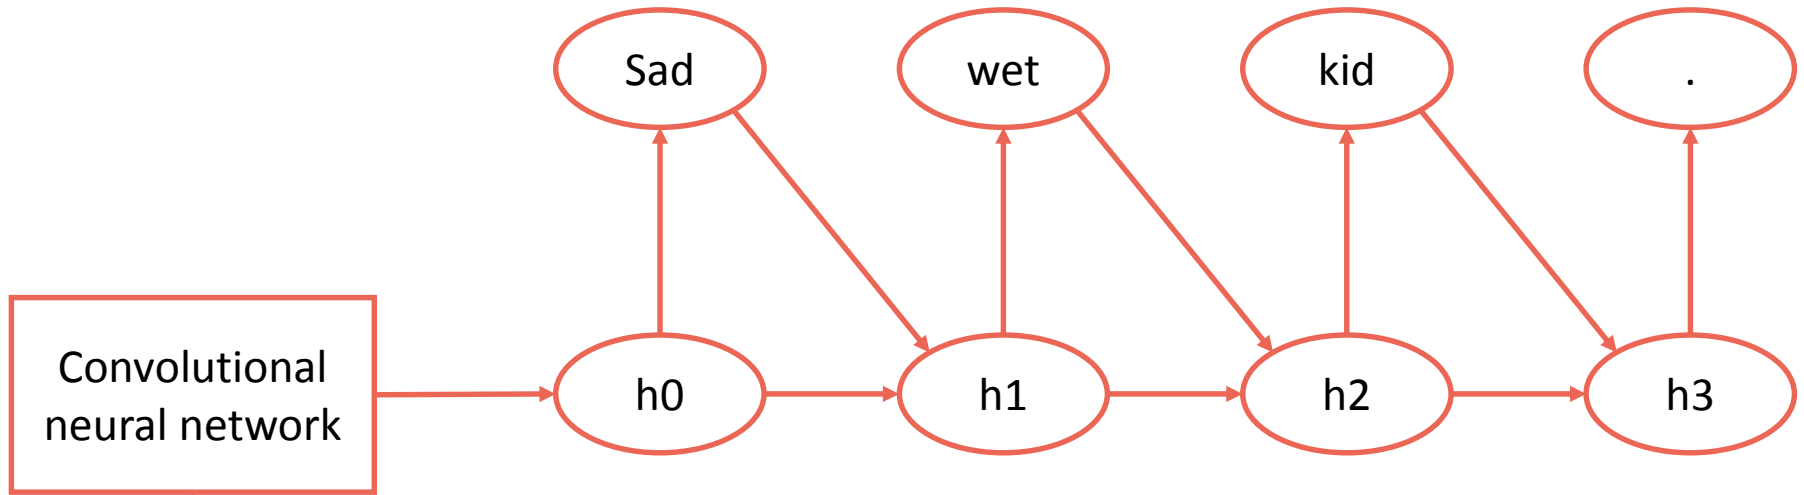 Sad
wet
kid
.
Convolutional
neural network
h0
h1
h2
h3